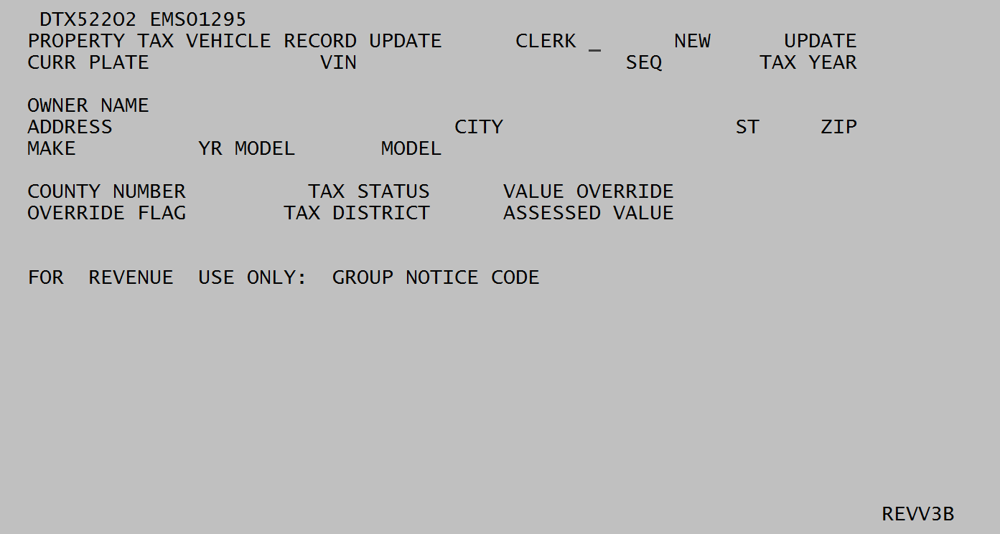 DTX522O2 EMS01295
PROPERTY TAX VEHICLE RECORD UPDATE CLERK _ NEW UPDATE
CURR PLATE VIN SEQ TAX YEAR
OWNER NAME
ADDRESS CITY ST ZIP
MAKE YR MODEL MODEL
COUNTY NUMBER TAX STATUS VALUE OVERRIDE
OVERRIDE FLAG TAX DISTRICT ASSESSED VALUE
FOR REVENUE USE ONLY: GROUP NOTICE CODE
REVV3B